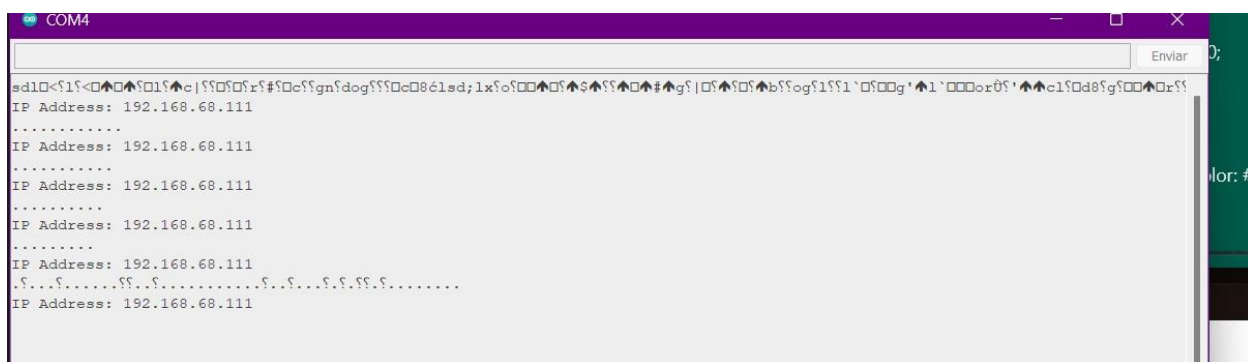 COM4
Enviar
0;
IP Address: 192.168.68.111
............
IP Address: 192.168.68.111
...........
IP Address: 192.168.68.111
..........
IP Address: 192.168.68.111
.........
IP Address: 192.168.68.111
IP Address: 192.168.68.111
lor: #